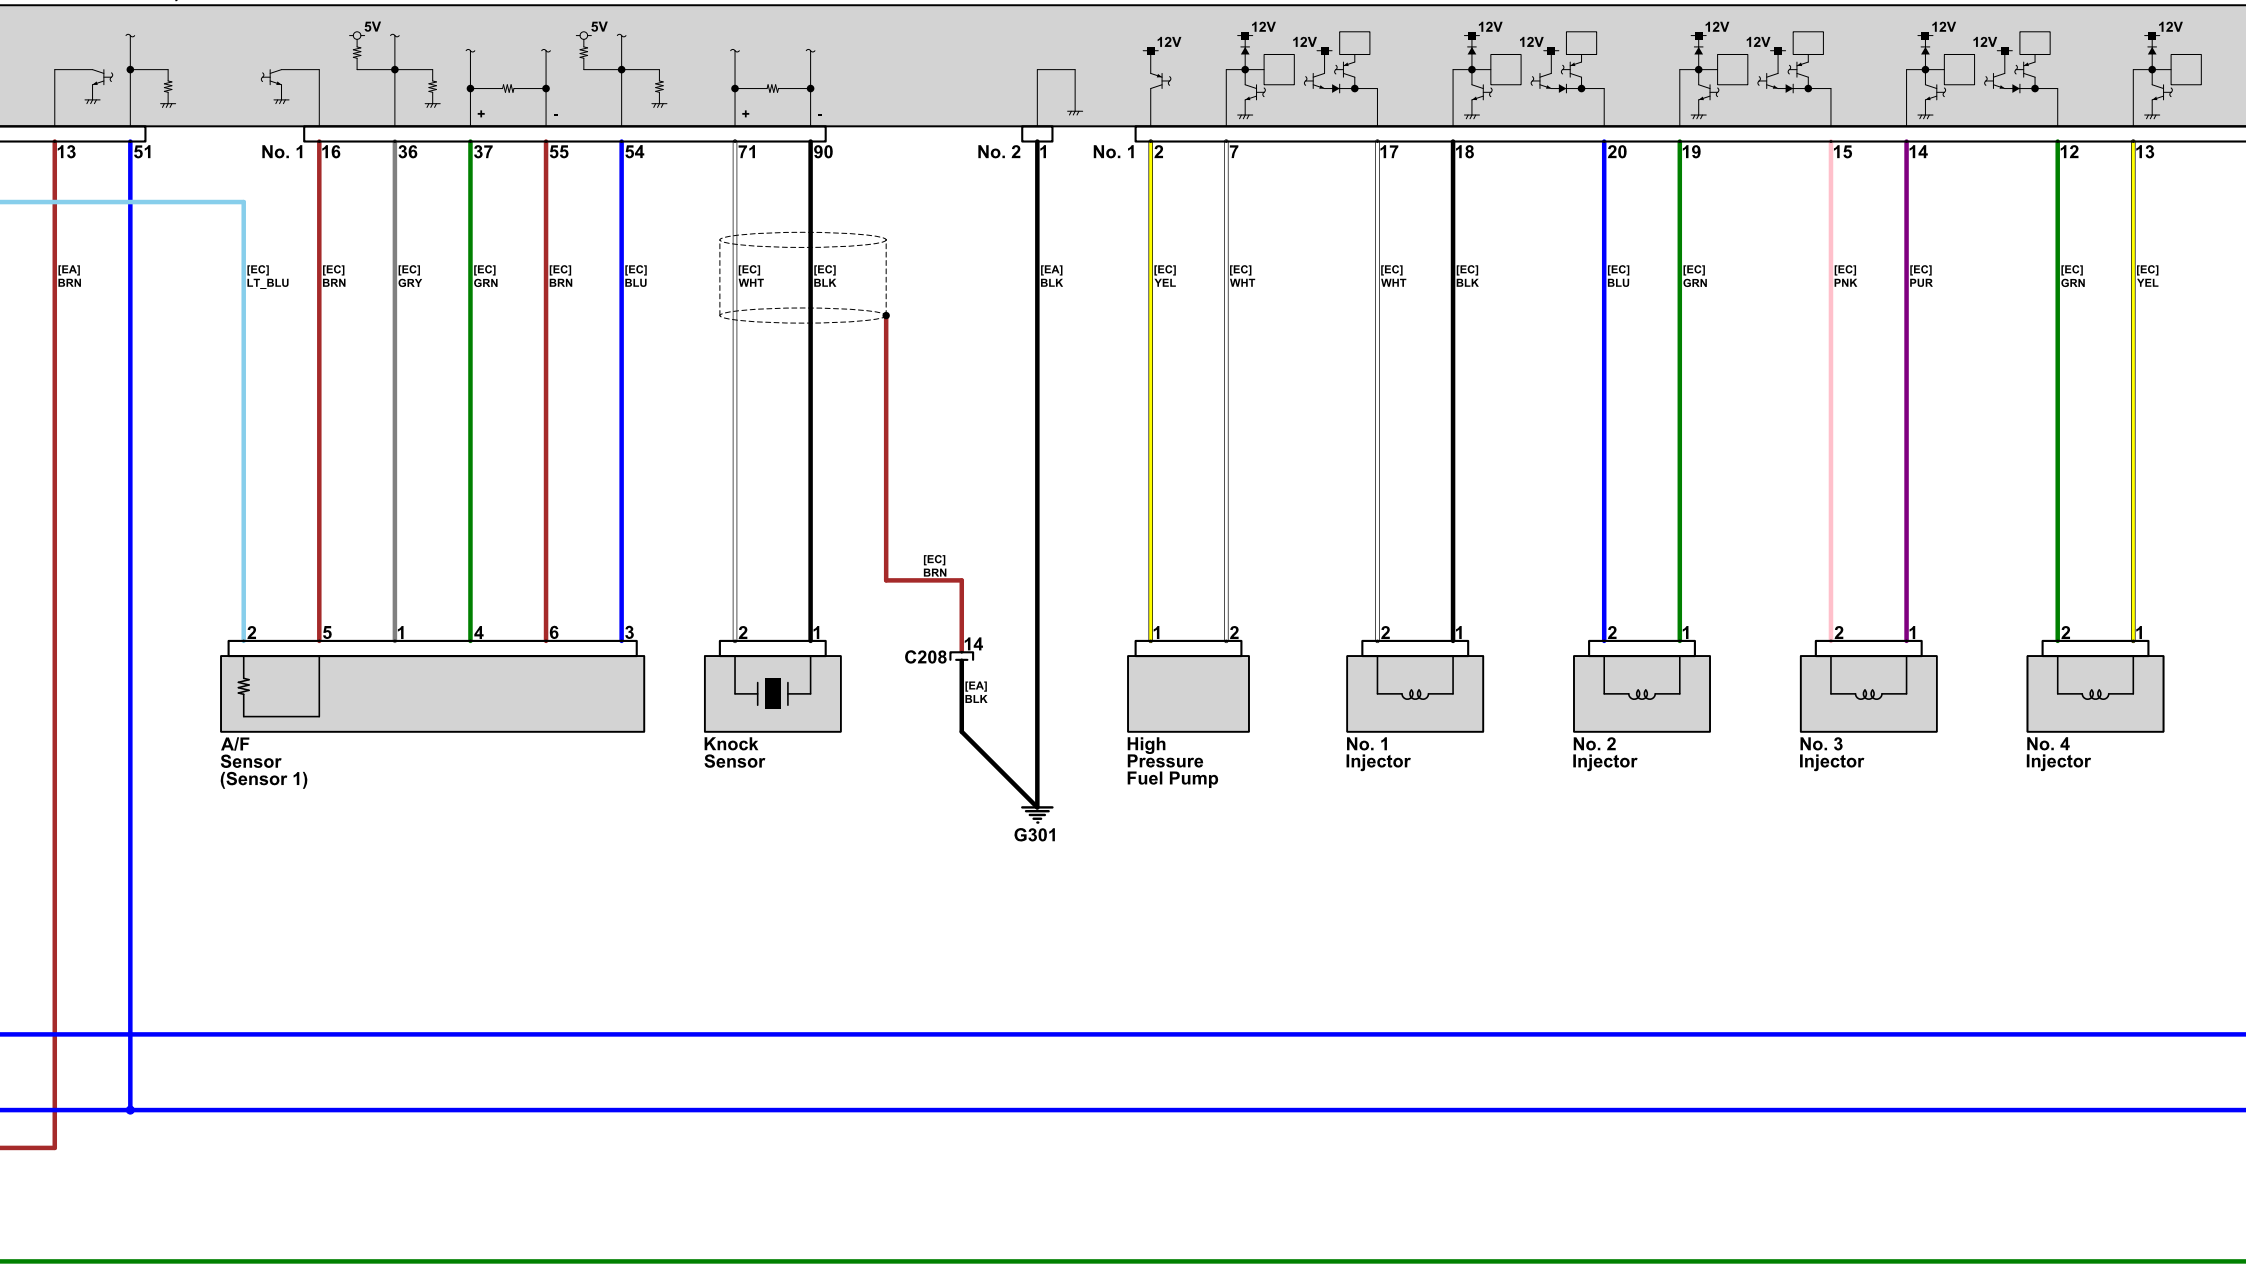 5V
5V
12V
12V
12V
12V
12V
12V
12V
12V
12V
12V
+
-
+
-
13
51
No. 1
16
36
37
55
54
71
90
No. 2
1
No. 1
2
7
17
18
20
19
15
14
12
13
[EA]
BRN
[EC]
LT_BLU
[EC]
BRN
[EC]
GRY
[EC]
GRN
[EC]
BRN
[EC]
BLU
[EC]
WHT
[EC]
BLK
[EA]
BLK
[EC]
YEL
[EC]
WHT
[EC]
WHT
[EC]
BLK
[EC]
BLU
[EC]
GRN
[EC]
PNK
[EC]
PUR
[EC]
GRN
[EC]
YEL
[EC]
BRN
2
5
1
4
6
3
2
1
14
C208
[EA]
BLK
1
2
2
1
2
1
2
1
2
1
A/F
Sensor
(Sensor 1)
Knock
Sensor
High
Pressure
Fuel Pump
No. 1
Injector
No. 2
Injector
No. 3
Injector
No. 4
Injector
G301